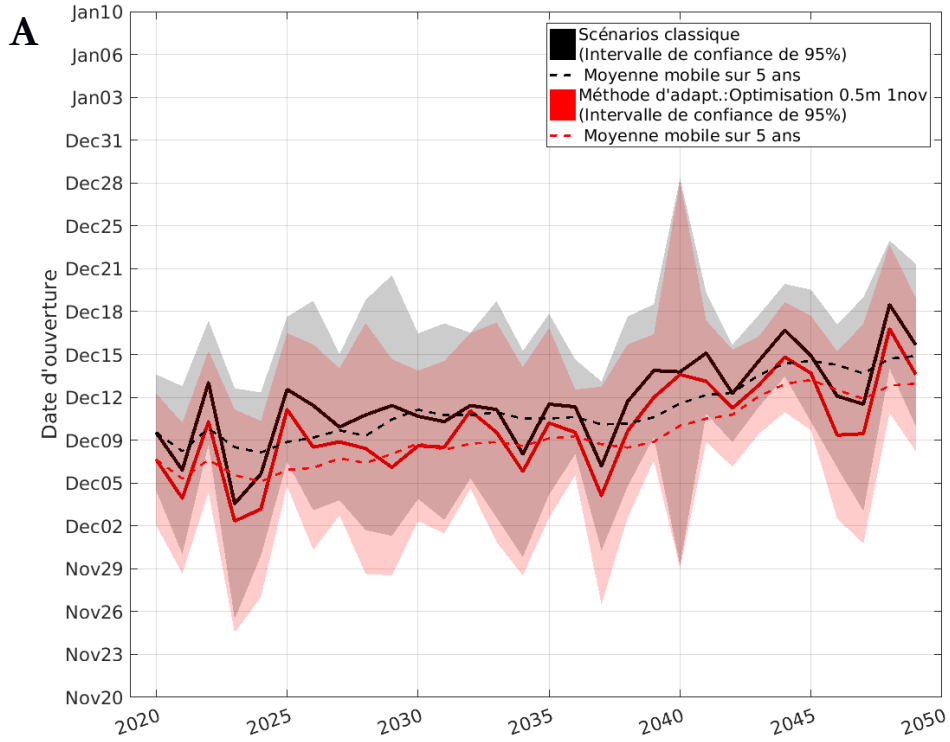 A
Jan10
Jan06
Jan03
Dec31
Dec28
Dec25
Dec21
Dec18
Dec15
Dec12
Dec09
Dec05
Dec02
Nov29
Nov26
Nov23
Nov20
Date d'ouverture
Scénarios classique
(Intervalle de confiance de 95%)
Moyenne mobile sur 5 ans
Méthode d'adapt.:Optimisation 0.5m 1nov
(Intervalle de confiance de 95%)
Moyenne mobile sur 5 ans
2020 2025 2030 2035 2040 2045 2050